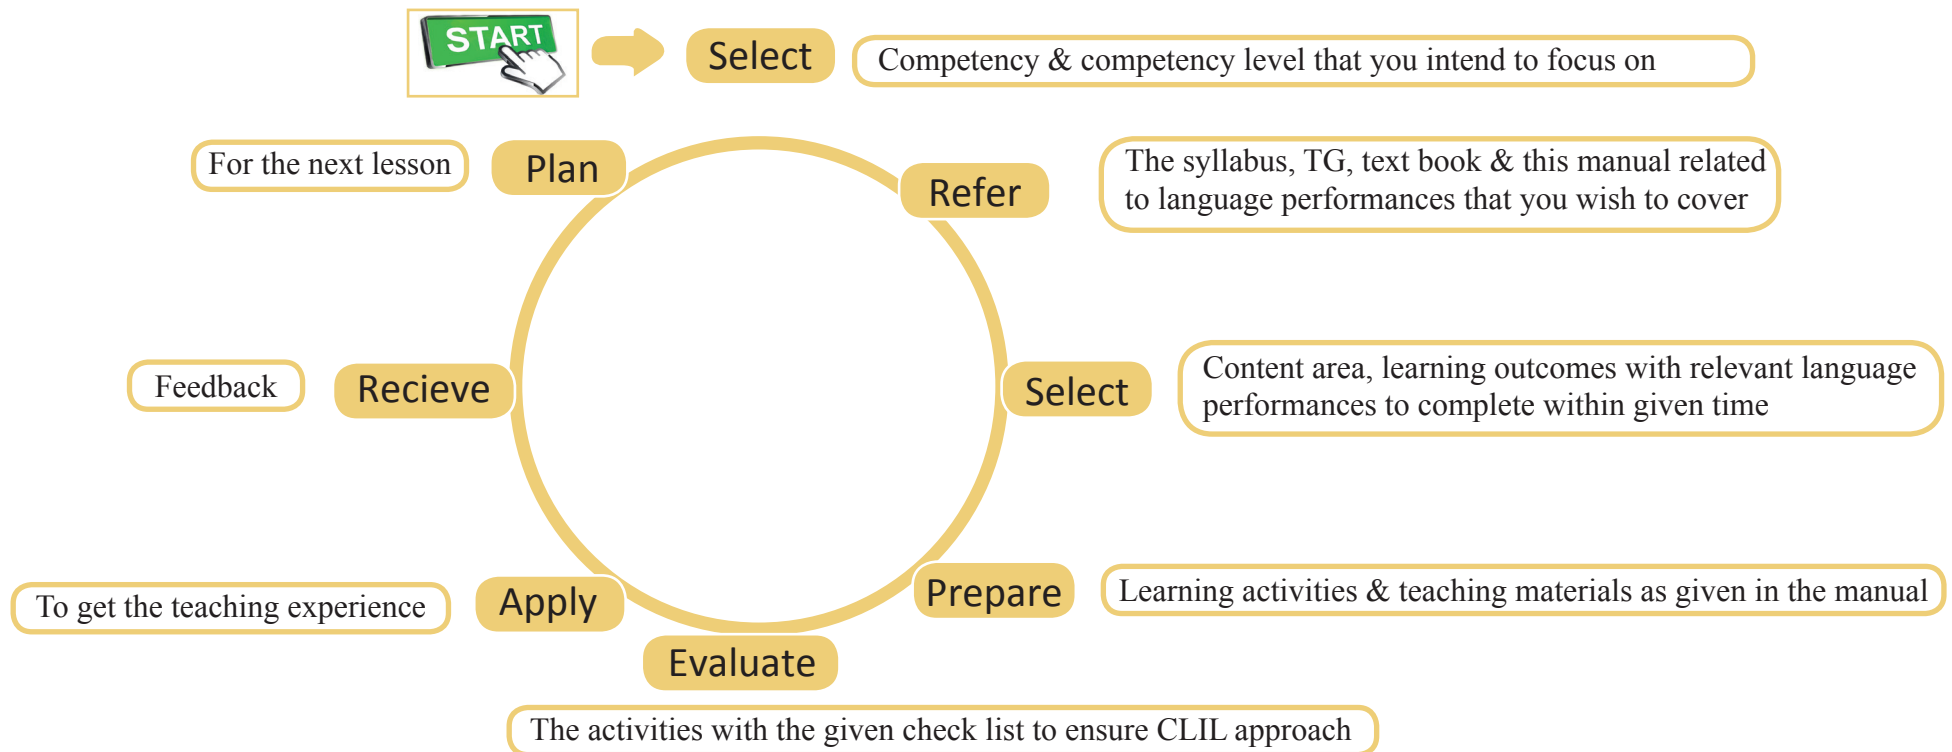 START
Select
Competency & competency level that you intend to focus on
Refer
The syllabus, TG, text book & this manual related
to language performances that you wish to cover
Select
Content area, learning outcomes with relevant language
performances to complete within given time
Prepare
Learning activities & teaching materials as given in the manual
Evaluate
The activities with the given check list to ensure CLIL approach
Apply
To get the teaching experience
Recieve
Feedback
Plan
For the next lesson